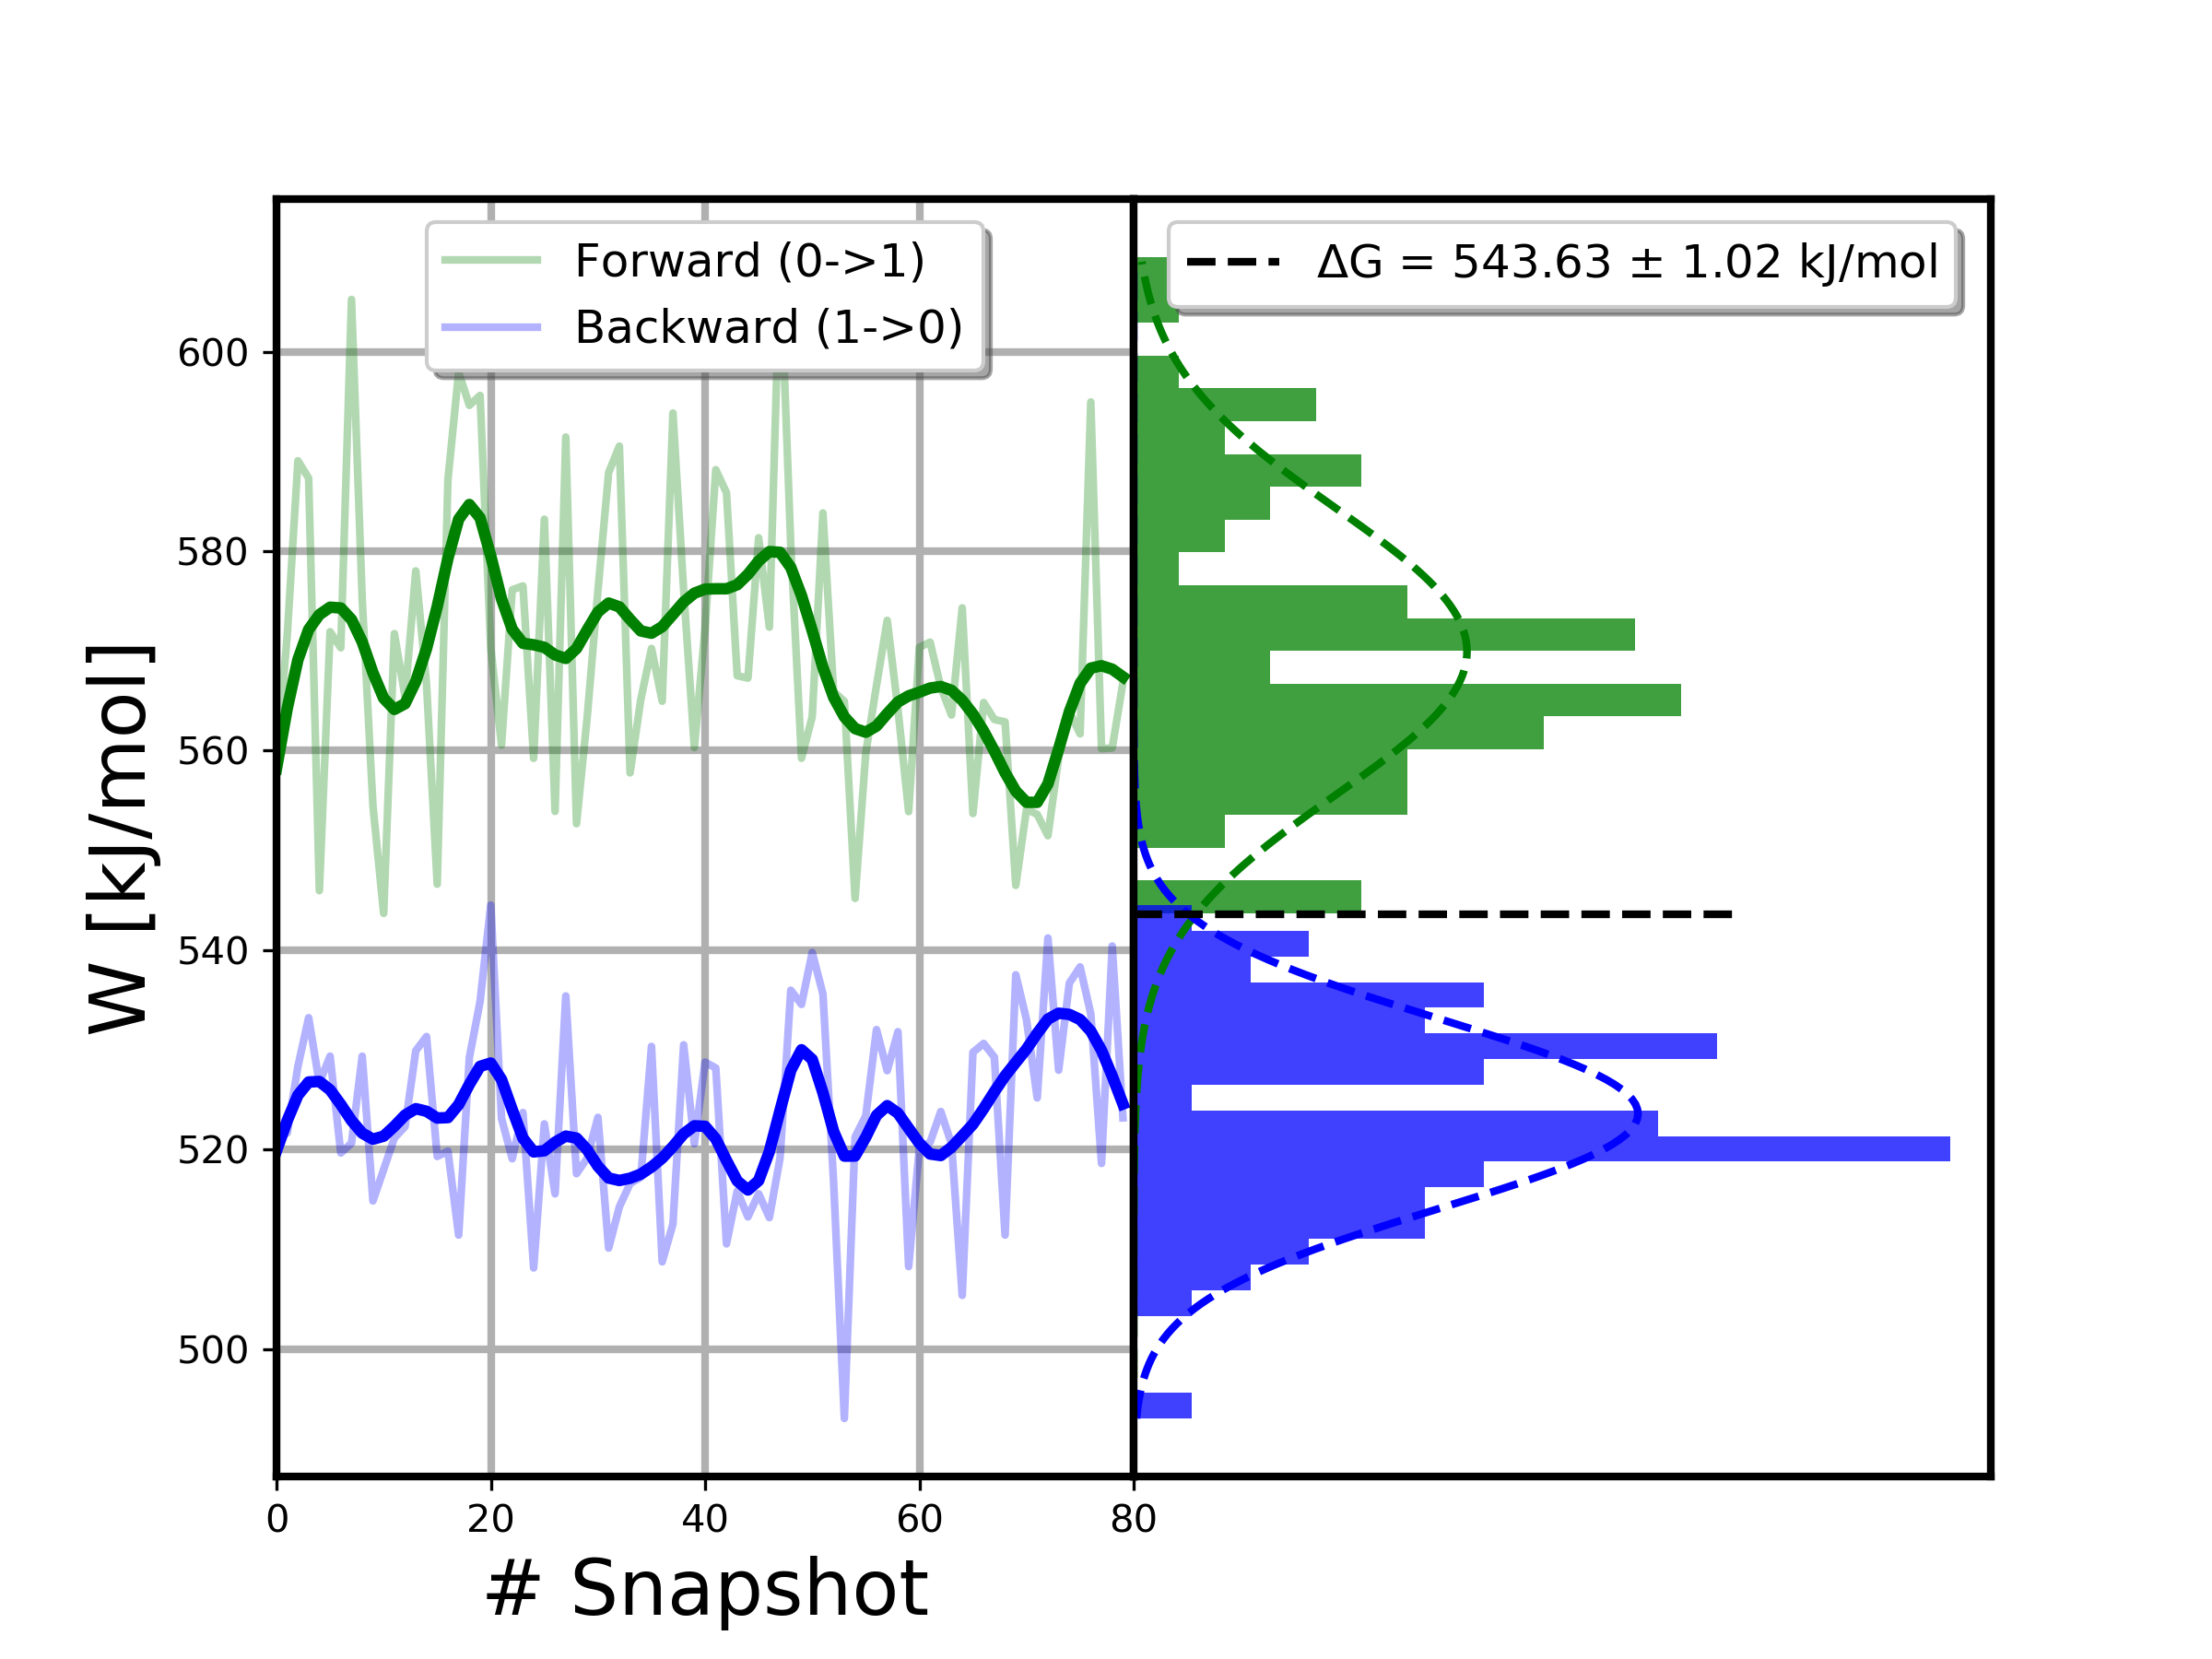 Forward (0->1)
Backward (1->0)
ΔG = 543.63 ± 1.02 kJ/mol
W [kJ/mol]
600
580
560
540
520
500
0 20 40 60 80
# Snapshot